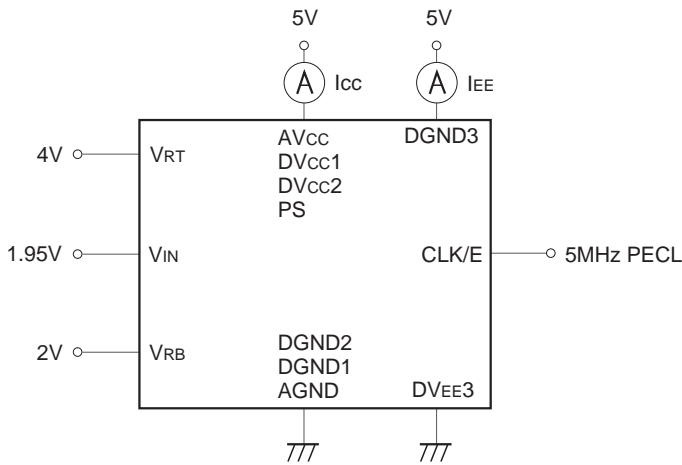 5V 5V
A ICC A IEE
AVCC DGND3
4V VRT DVCC1
DVCC2
PS
1.95V VIN CLK/E 5MHz PECL
DGND2
2V VRB DGND1
AGND DVEE3